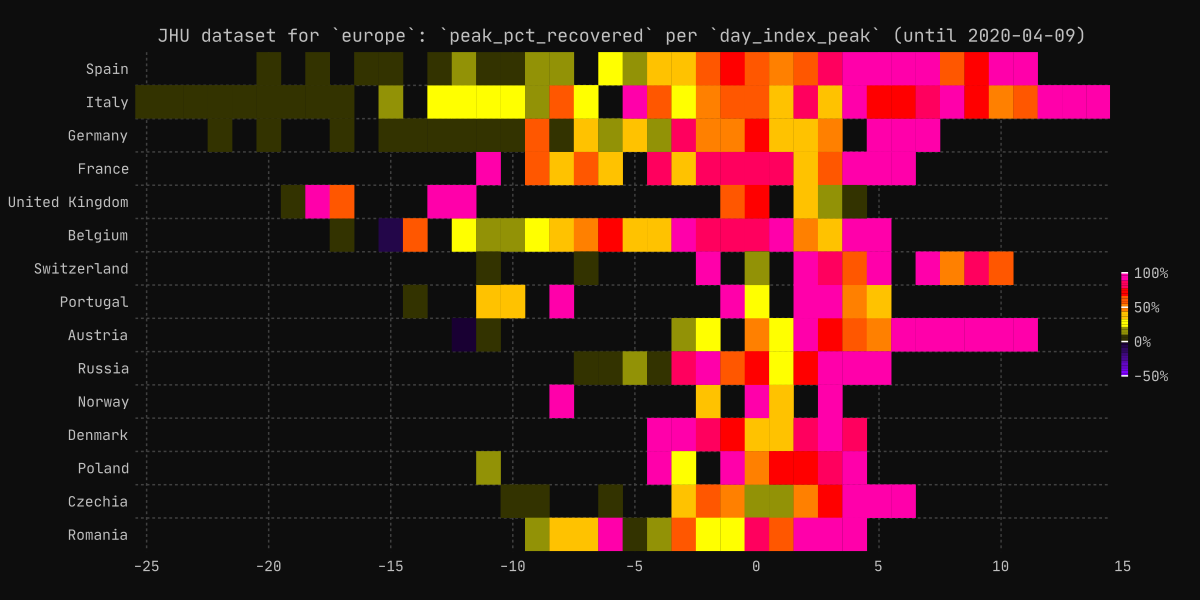 JHU dataset for `europe`: `peak_pct_recovered` per `day_index_peak` (until 2020-04-09)
Spain
Italy
Germany
France
United Kingdom
Belgium
Switzerland
Portugal
Austria
Russia
Norway
Denmark
Poland
Czechia
Romania
100%
50%
0%
−50%
−25 −20 −15 −10 −5 0 5 10 15